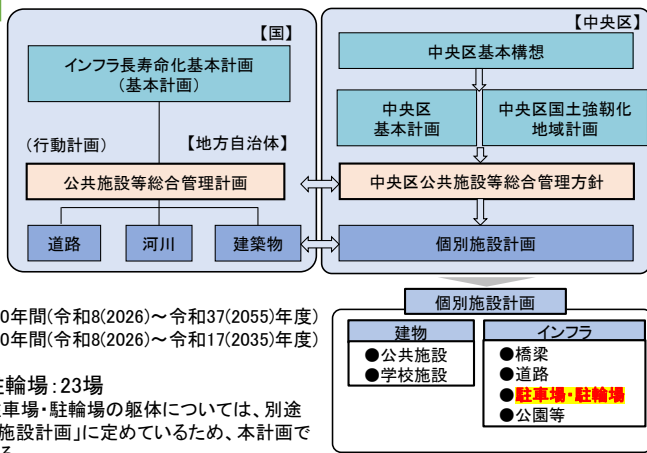 【国】
インフラ長寿命化基本計画
(基本計画)
(行動計画)
【地方自治体】
公共施設等総合管理計画
道路
河川
建築物
【中央区】
中央区基本構想
中央区
基本計画
中央区国土強靭化
地域計画
中央区公共施設等総合管理方針
個別施設計画
個別施設計画
建物
●公共施設
●学校施設
インフラ
●橋梁
●道路
●駐車場・駐輪場
●公園等
0年間(令和8(2026)～令和37(2055)年度)
0年間(令和8(2026)～令和17(2035)年度)
駐輪場：23場
車場・駐輪場の躯体については、別途
施設計画」に定めているため、本計画で